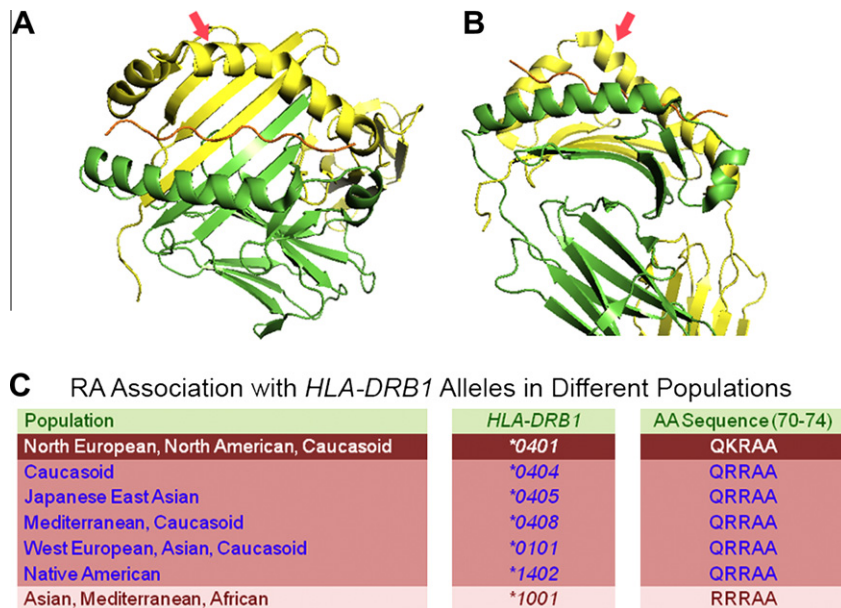 A
B
C RA Association with HLA-DRB1 Alleles in Different Populations
Population HLA-DRB1 AA Sequence (70-74)
North European, North American, Caucasoid *0401 QKRAA
Caucasoid *0404 QRRAA
Japanese East Asian *0405 QRRAA
Mediterranean, Caucasoid *0408 QRRAA
West European, Asian, Caucasoid *0101 QRRAA
Native American *1402 QRRAA
Asian, Mediterranean, African *1001 RRRAA